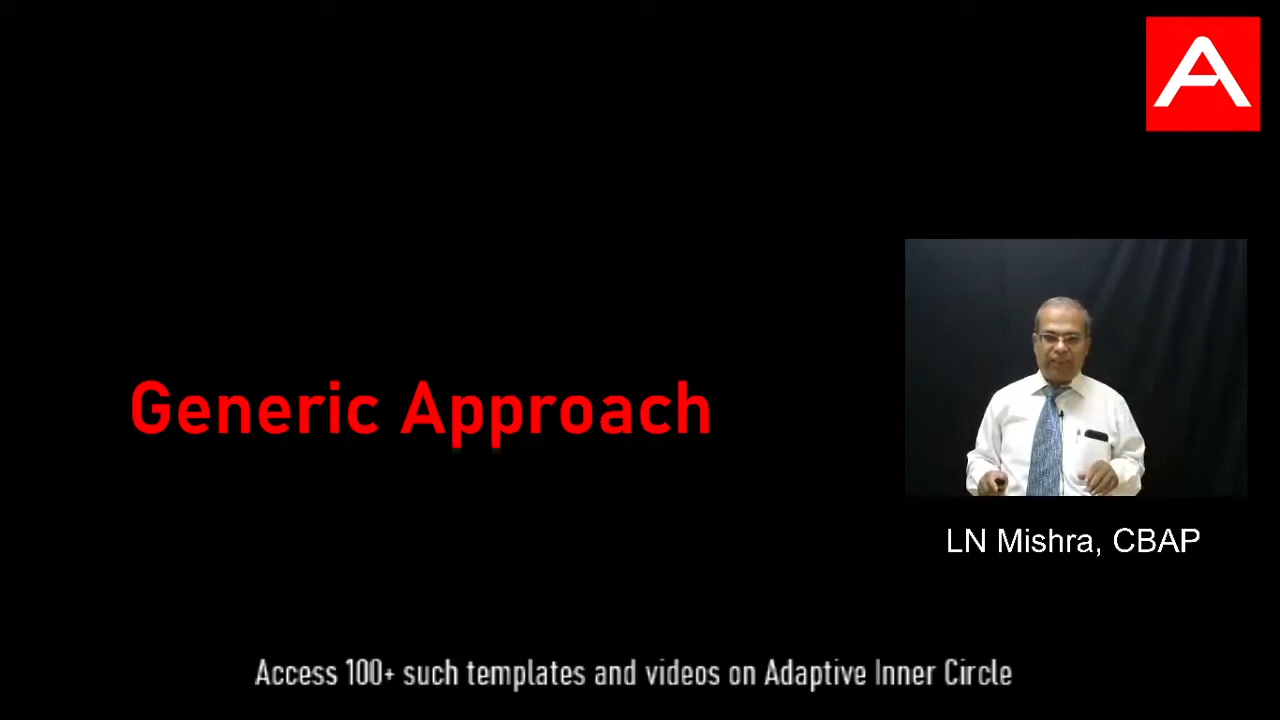 A
Generic Approach
LN Mishra, CBAP
Access 100+ such templates and videos on Adaptive Inner Circle